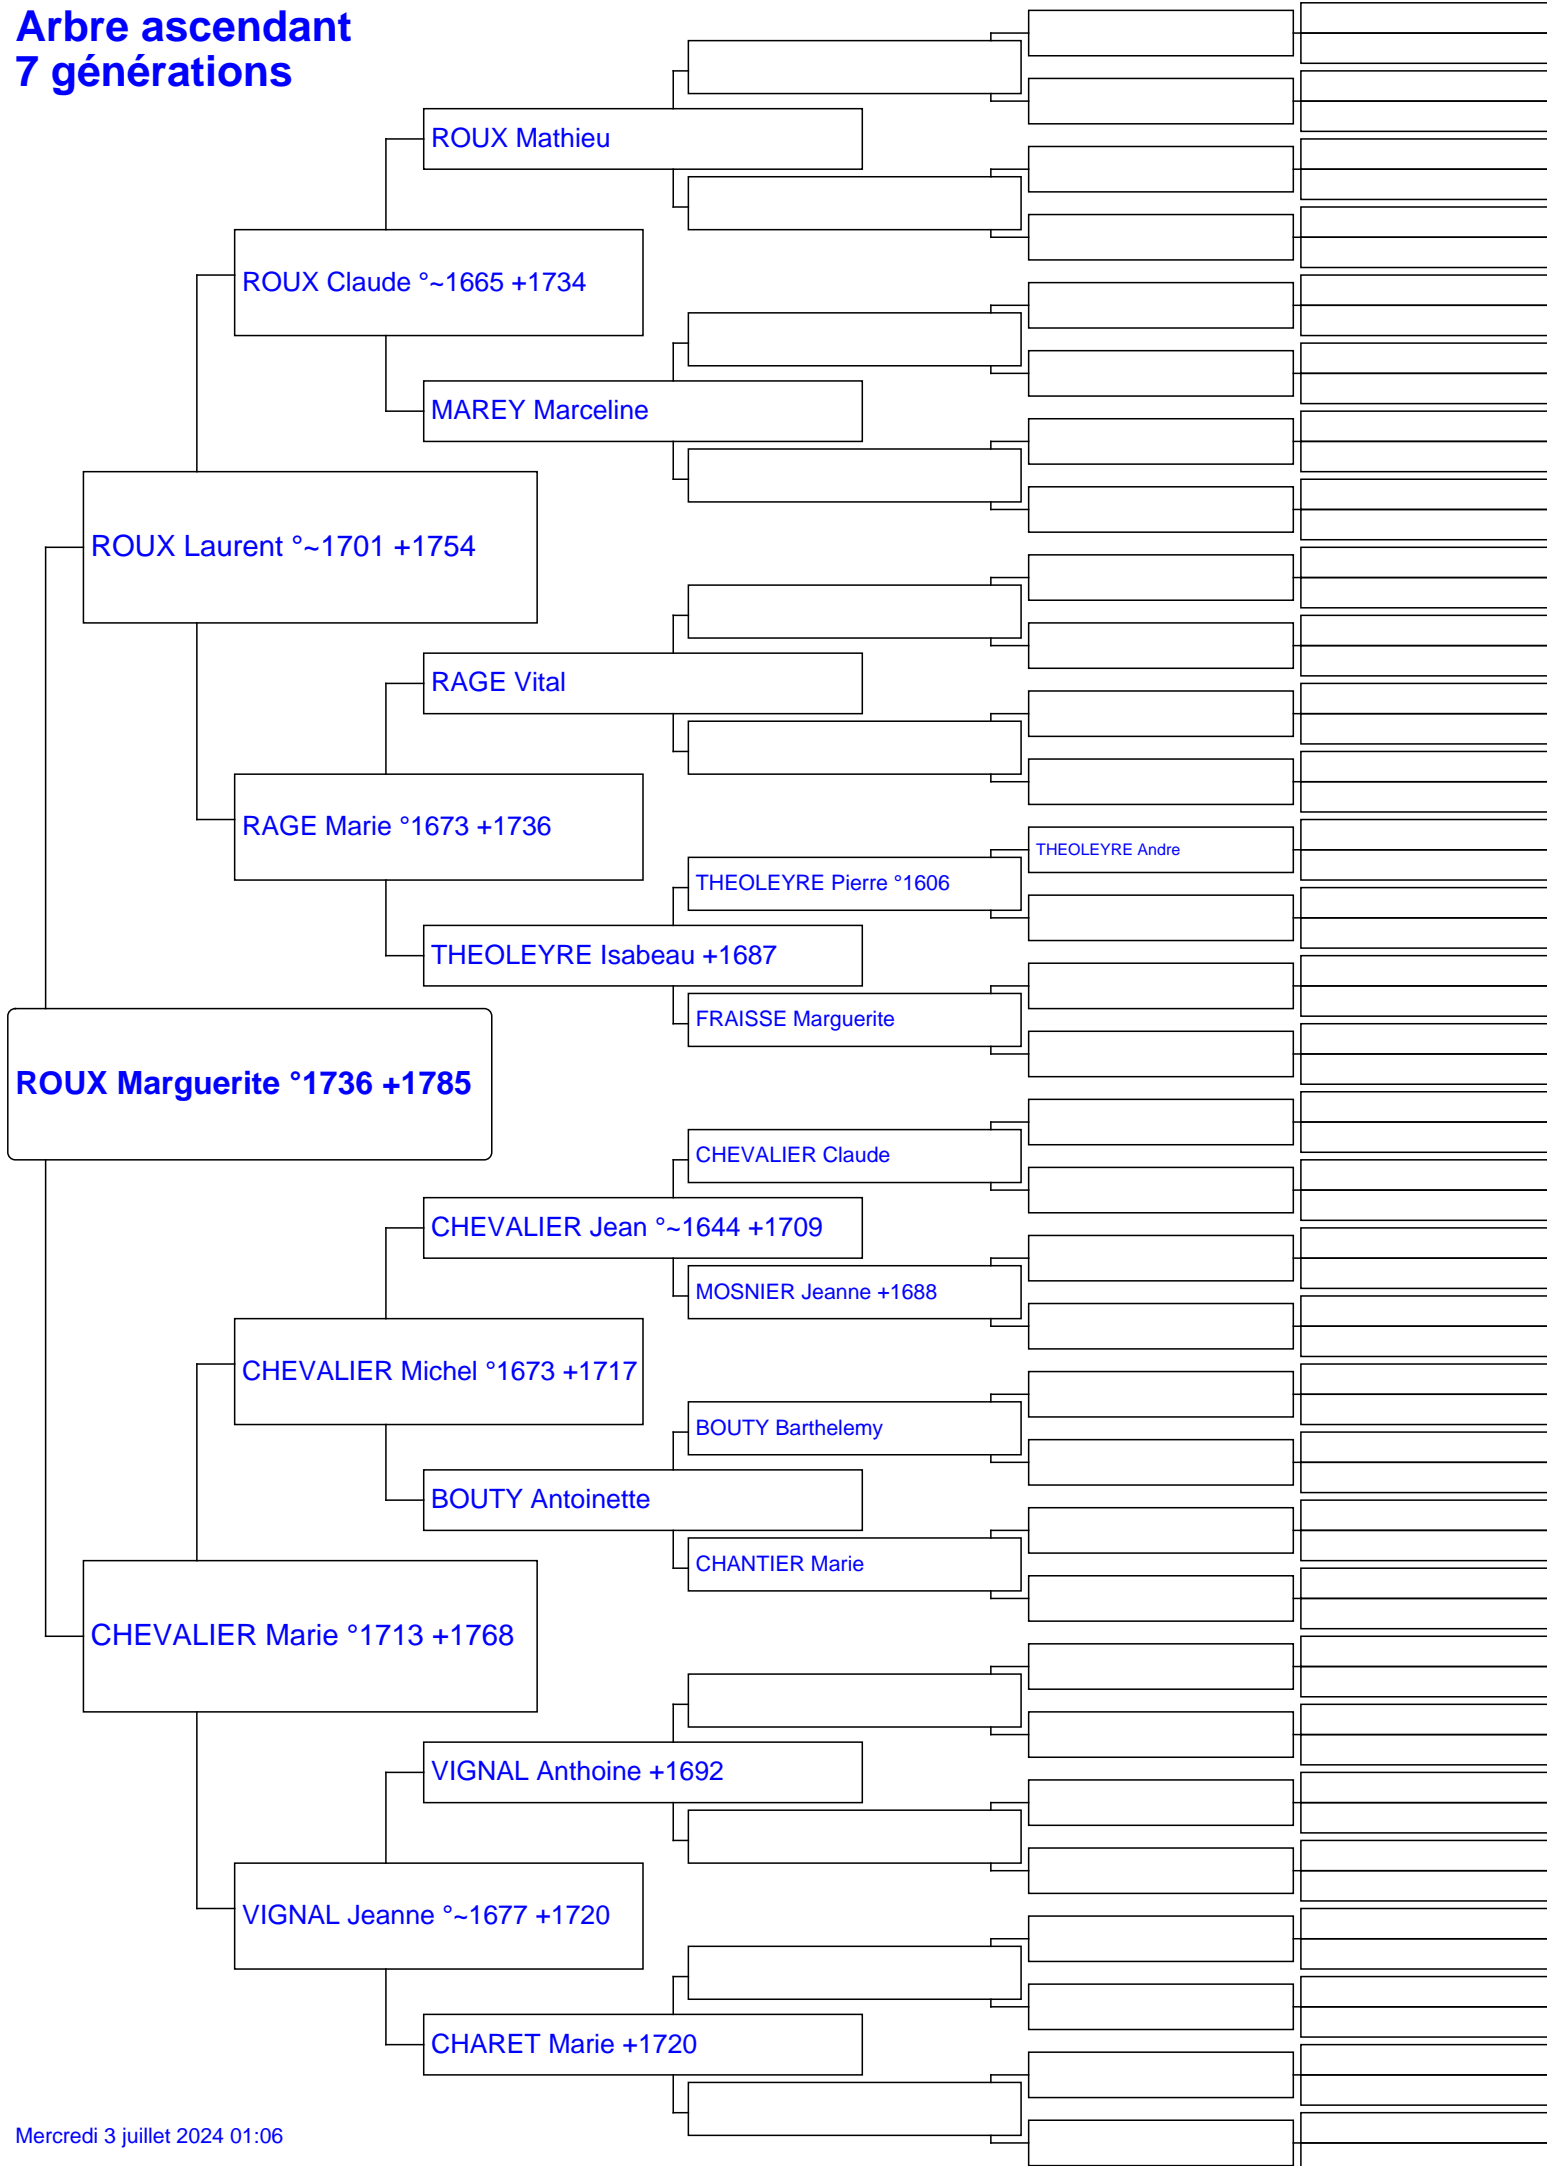 Arbre ascendant
7 générations
ROUX Mathieu
ROUX Claude °~1665 +1734
MAREY Marceline
ROUX Laurent °~1701 +1754
RAGE Vital
RAGE Marie °1673 +1736
THEOLEYRE Andre
THEOLEYRE Pierre °1606
THEOLEYRE Isabeau +1687
FRAISSE Marguerite
ROUX Marguerite °1736 +1785
CHEVALIER Claude
CHEVALIER Jean °~1644 +1709
MOSNIER Jeanne +1688
CHEVALIER Michel °1673 +1717
BOUTY Barthelemy
BOUTY Antoinette
CHANTIER Marie
CHEVALIER Marie °1713 +1768
VIGNAL Anthoine +1692
VIGNAL Jeanne °~1677 +1720
CHARET Marie +1720
Mercredi 3 juillet 2024 01:06